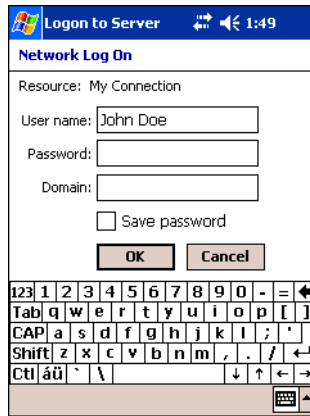 Logon to Server 1:49
Network Log On
Resource: My Connection
User name: John Doe
Password:
Domain:
Save password
OK Cancel
123 1 2 3 4 5 6 7 8 9 0 - =
Tab q w e r t y u i o p [ ]
CAP a s d f g h j k l ; '
Shift z x c v b n m , . /
Ctl áü ` \ ↓ ↑ ← →